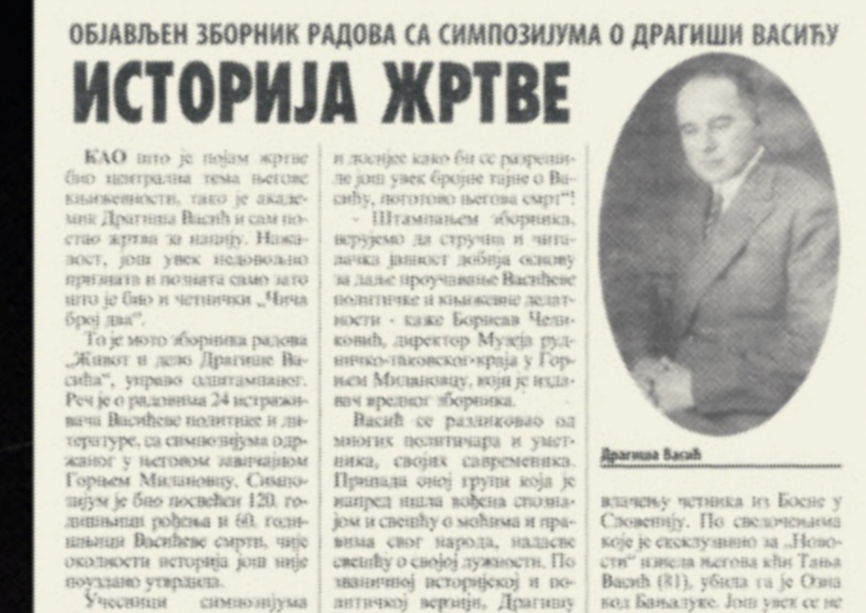 ОБЈАВЉЕН ЗБОРНИК РАДОВА СА СИМПОЗИЈУМА О ДРАГИШИ ВАСИЋУ
ИСТОРИЈА ЖРТВЕ
КАО што је појам жртве
био централна тема његове
књижевности, тако је акаде-
мик Драгиша Васић и сам по-
стао жртва за нацију. Нажа-
лост, још увек недовољно
призната и позната само зато
што је био и четнички „Чича
број два“.
То је мото зборника радова
„Живот и дело Драгише Ва-
сића“, управо одштампаног.
Реч је о радовима 24 истражи-
вача Васићеве политике и ли-
тературе, са симпозијума одр-
жаног у његовом завичајном
Горњем Милановцу. Симпо-
зијум је био посвећен 120. го-
дишњици рођења и 60. годи-
шњици Васићеве смрти, чије
околности историја још није
поуздано утврдила.
Учесници симпозијума
и досијее како би се разреши-
ле још увек бројне тајне о Ва-
сићу, поготово његова смрт“!
- Штампањем зборника,
верујемо да стручна и чита-
лачка јавност добија основу
за даље проучавање Васићеве
политичке и књижевне делат-
ности - каже Борисав Чели-
ковић, директор Музеја руд-
ничко-таковског краја у Гор-
њем Милановцу, који је изда-
вач вредног зборника.
Васић се разликовао од
многих политичара и умет-
ника, својих савременика.
Припада оној групи која је
напред ишла вођена спозна-
јом и свешћу о моћима и пра-
вима свог народа, надасве
свешћу о својој дужности. По
званичној историјској и по-
античкој верзији, Драгишу
Драгиша Васић
влачењу четника из Босне у
Словенију. По сведочењима
које је ексклузивно за „Ново-
сти“ изнела његова кћи Тања
Васић (81), убила га је Озна
код Бањалуке. Још увек се не